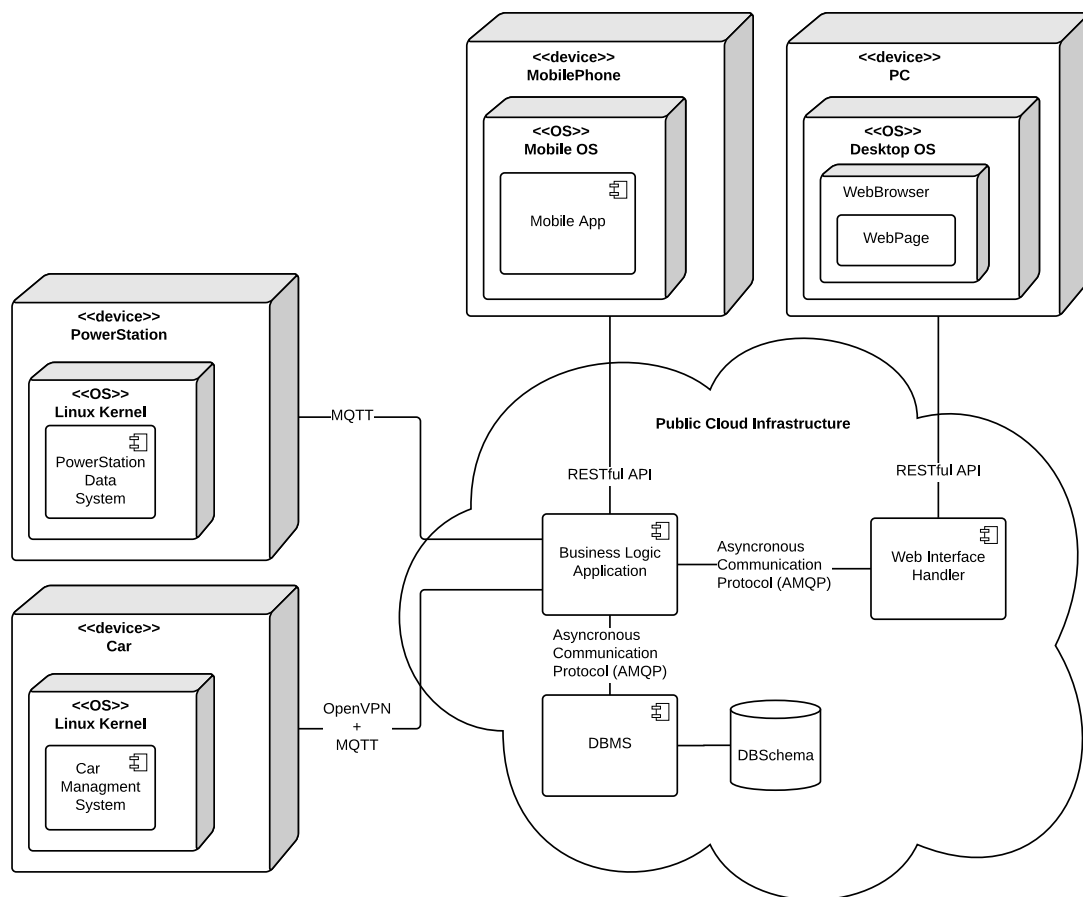 <<device>>
MobilePhone
<<OS>>
Mobile OS
Mobile App
<<device>>
PC
<<OS>>
Desktop OS
WebBrowser
WebPage
<<device>>
PowerStation
<<OS>>
Linux Kernel
PowerStation
Data
System
MQTT
Public Cloud Infrastructure
RESTful API
RESTful API
Business Logic
Application
Asyncronous
Communication
Protocol (AMQP)
Web Interface
Handler
<<device>>
Car
<<OS>>
Linux Kernel
Car
Managment
System
OpenVPN
+
MQTT
Asyncronous
Communication
Protocol (AMQP)
DBMS
DBSchema